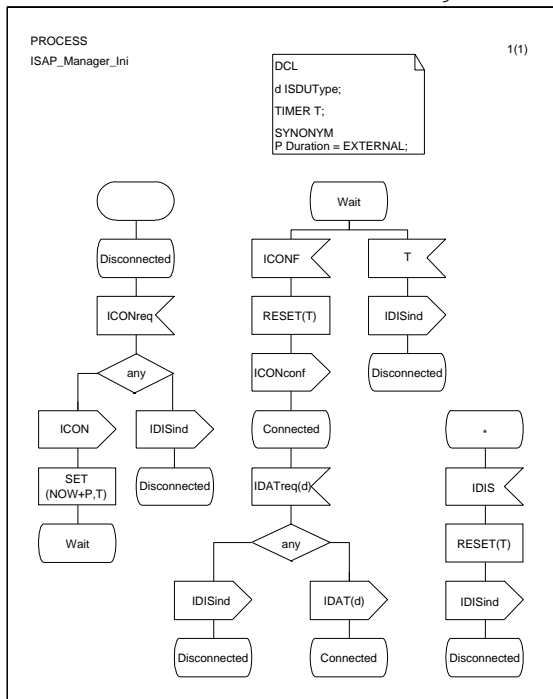 PROCESS
ISAP_Manager_Ini
1(1)
DCL
d ISDUType;
TIMER T;
SYNONYM
P Duration = EXTERNAL;
Disconnected
ICONreq
any
ICON
SET
(NOW+P,T)
Wait
IDISind
Disconnected
Wait
ICONF
RESET(T)
ICONconf
Connected
IDATreq(d)
any
IDISind
Disconnected
IDAT(d)
Connected
T
IDISind
Disconnected
*
IDIS
RESET(T)
IDISind
Disconnected